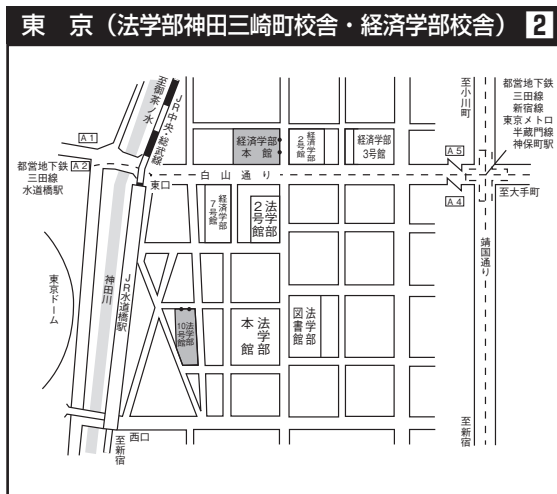 東 京（法学部神田三崎町校舎・経済学部校舎） 2
至御茶ノ水
JR中央・総武線
A1
都営地下鉄
三田線
水道橋駅
A2
東口
経済学部
本館
経済学部
2号館
経済学部
3号館
白山通り
至小川町
都営地下鉄
三田線
新宿線
東京メトロ
半蔵門線
神保町駅
A5
A4
至大手町
靖国通り
経済学部
7号館
法学部
2号館
東京ドーム
神田川
JR水道橋駅
法学部
10号館
法学部
本館
法学部
図書館
西口
至新宿
至新宿